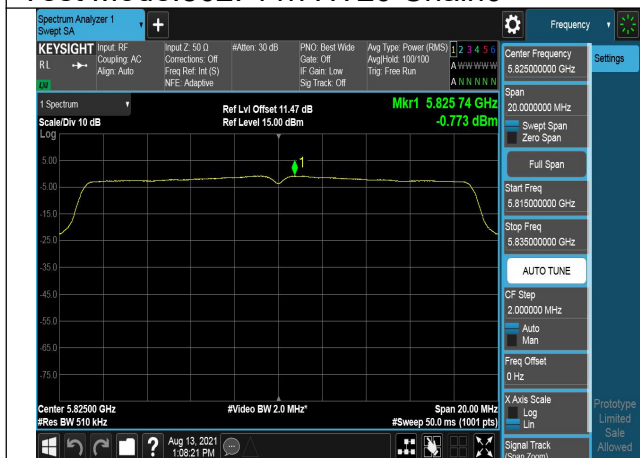 Spectrum Analyzer 1
Swept SA
+
Frequency
KEYSIGHT
RL
Input: RF
Coupling: AC
Align: Auto
Input Z: 50 Ω
Corrections: Off
Freq Ref: Int (S)
NFE: Adaptive
#Atten: 30 dB
PNO: Best Wide
Gate: Off
IF Gain: Low
Sig Track: Off
Avg Type: Power (RMS)
Avg|Hold: 100/100
Trig: Free Run
1 2 3 4 5 6
A W W W W W
A N N N N N
1 Spectrum
Scale/Div 10 dB
Log
Ref Lvl Offset 11.47 dB
Ref Level 15.00 dBm
Mkr1 5.825 74 GHz
-0.773 dBm
1
5.00
-5.00
-15.0
-25.0
-35.0
-45.0
-55.0
-65.0
-75.0
Center 5.82500 GHz
#Res BW 510 kHz
#Video BW 2.0 MHz*
Span 20.00 MHz
#Sweep 50.0 ms (1001 pts)
Aug 13, 2021
1:08:21 PM
?
Center Frequency
5.825000000 GHz
Settings
Span
20.0000000 MHz
Swept Span
Zero Span
Full Span
Start Freq
5.815000000 GHz
Stop Freq
5.835000000 GHz
AUTO TUNE
CF Step
2.000000 MHz
Auto
Man
Freq Offset
0 Hz
X Axis Scale
Log
Lin
Signal Track
(Span Zoom)
Prototype
Limited
Sale
Allowed